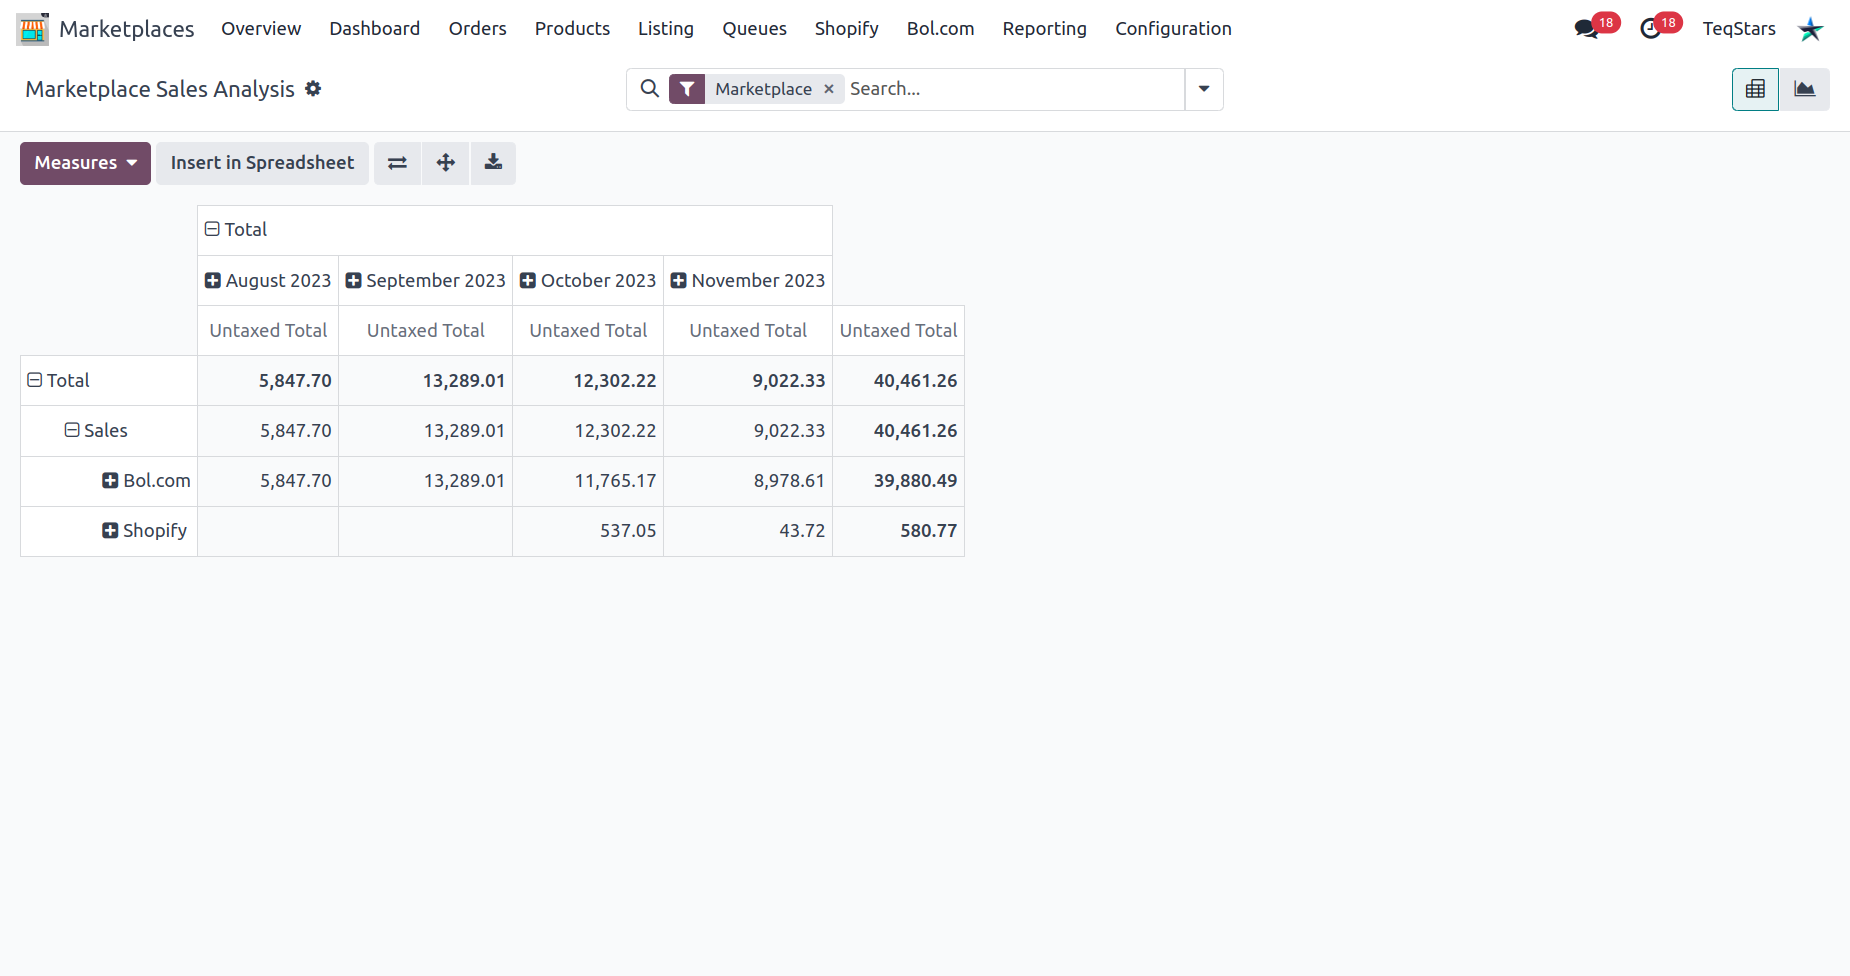 Marketplaces Overview Dashboard Orders Products Listing Queues Shopify Bol.com Reporting Configuration 18 18 TeqStars
Marketplace Sales Analysis Marketplace × Search...
Measures Insert in Spreadsheet
Total
August 2023 September 2023 October 2023 November 2023
Untaxed Total Untaxed Total Untaxed Total Untaxed Total Untaxed Total
Total 5,847.70 13,289.01 12,302.22 9,022.33 40,461.26
Sales 5,847.70 13,289.01 12,302.22 9,022.33 40,461.26
Bol.com 5,847.70 13,289.01 11,765.17 8,978.61 39,880.49
Shopify 537.05 43.72 580.77